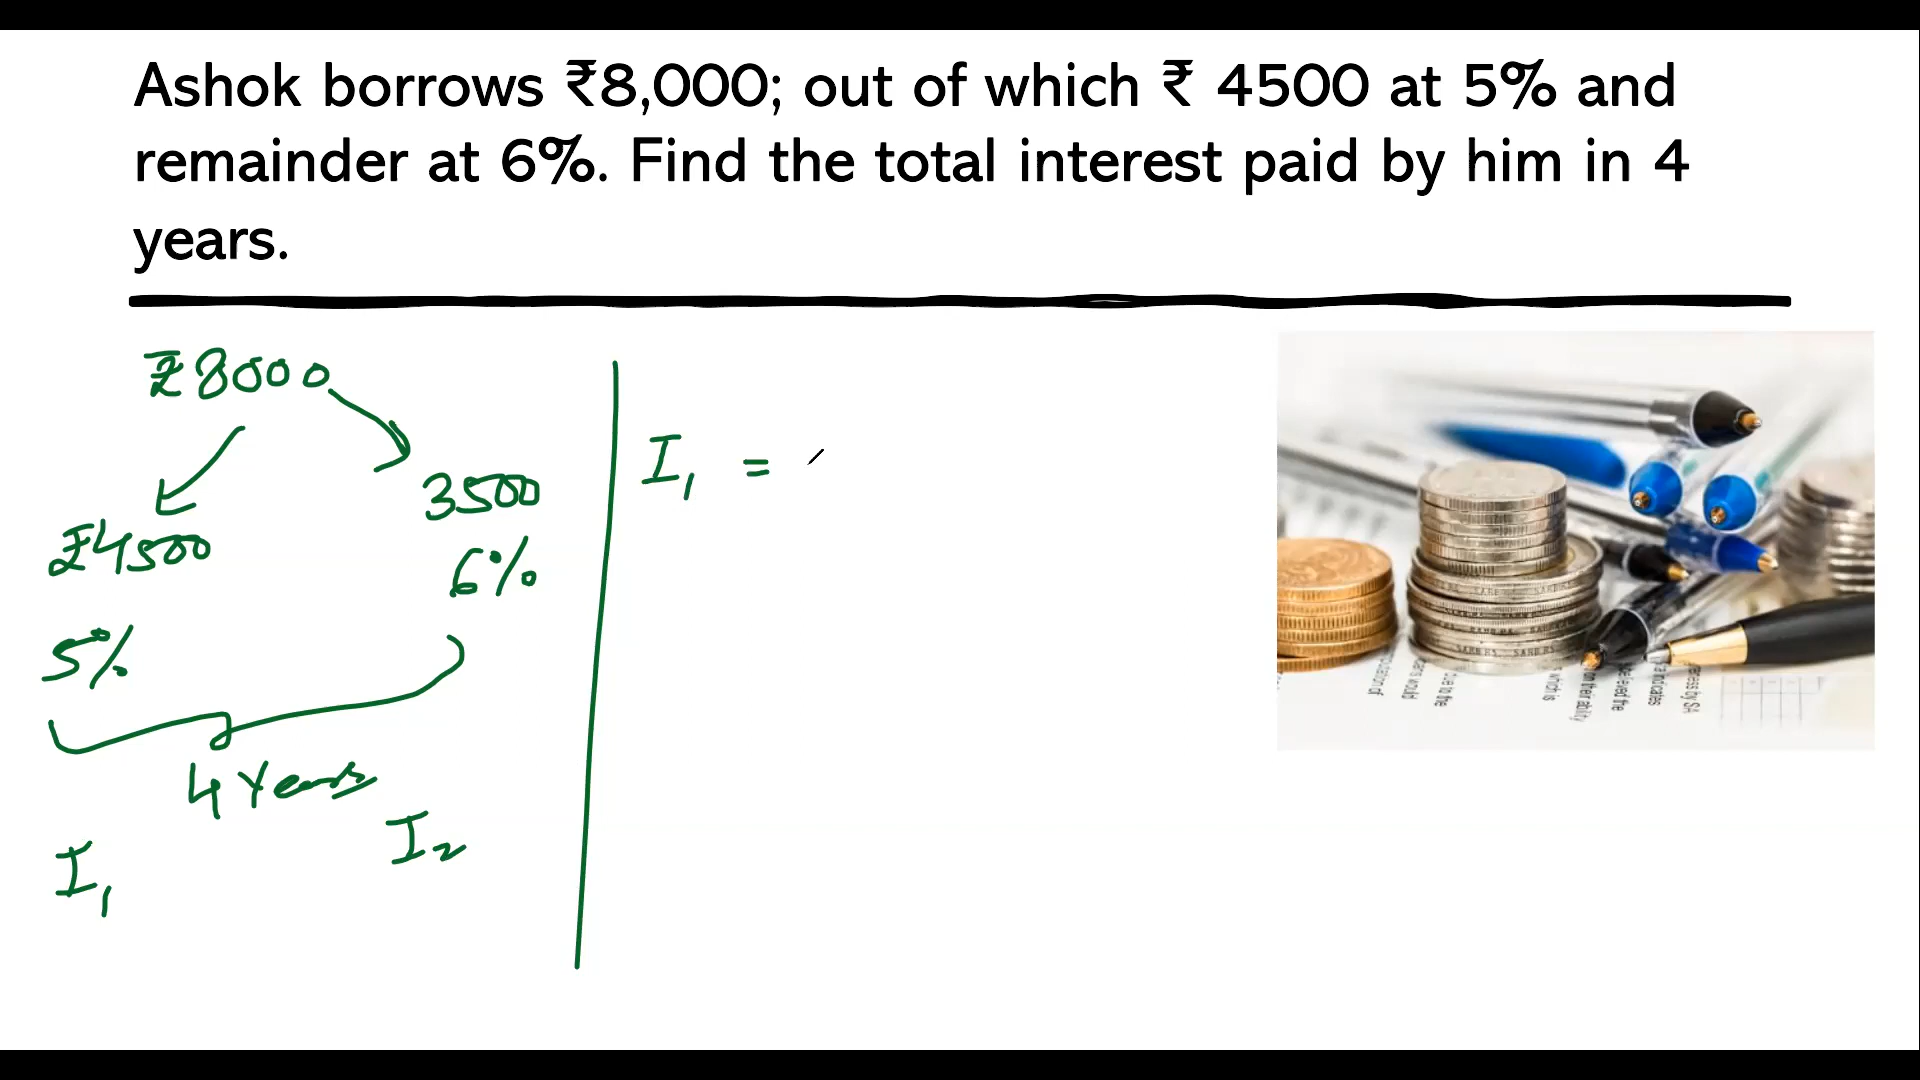 Ashok borrows ₹8,000; out of which ₹ 4500 at 5% and
remainder at 6%. Find the total interest paid by him in 4
years.
₹8000
₹4500
3500
6%
5%
4 Years
I₁
I₂
I₁ =